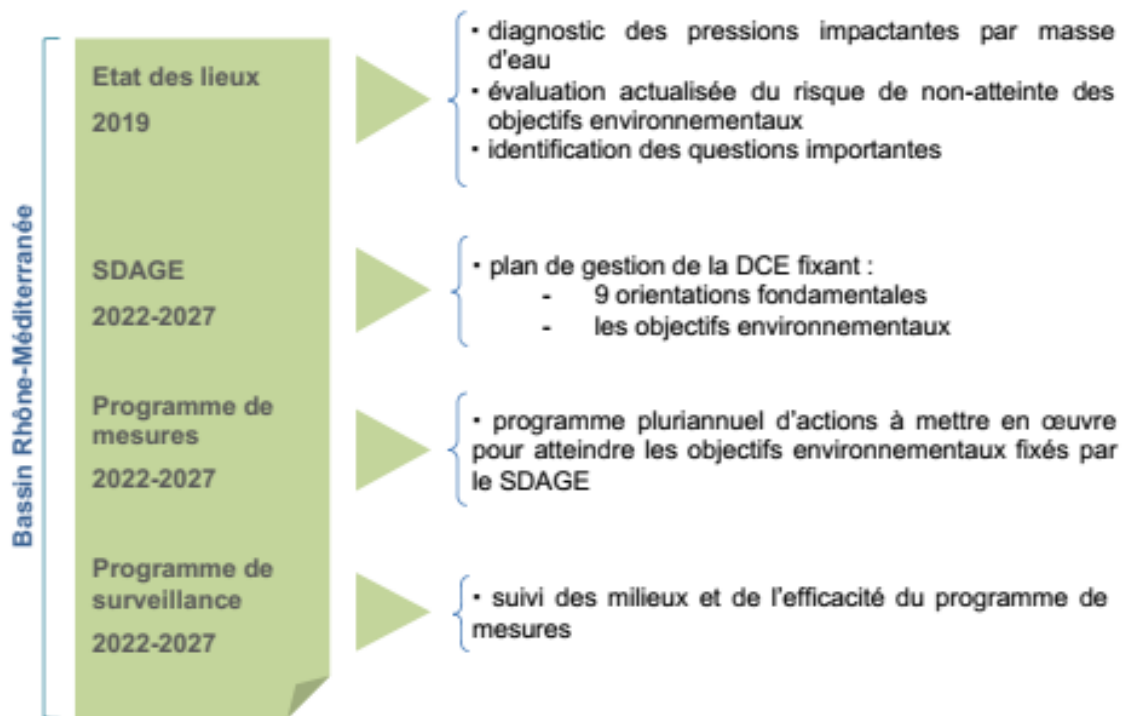 Bassin Rhône-Méditerranée
Etat des lieux
2019
· diagnostic des pressions impactantes par masse
d'eau
· évaluation actualisée du risque de non-atteinte des
objectifs environnementaux
· identification des questions importantes
SDAGE
2022-2027
· plan de gestion de la DCE fixant :
- 9 orientations fondamentales
- les objectifs environnementaux
Programme de
mesures
2022-2027
· programme pluriannuel d'actions à mettre en œuvre
pour atteindre les objectifs environnementaux fixés par
le SDAGE
Programme de
surveillance
2022-2027
· suivi des milieux et de l'efficacité du programme de
mesures